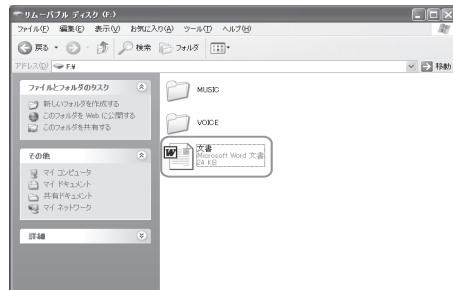 リムーバブル ディスク (F:)
ファイル(F) 編集(E) 表示(V) お気に入り(A) ツール(T) ヘルプ(H)
戻る 検索 フォルダ
アドレス(D) F:¥ 移動
ファイルとフォルダのタスク
新しいフォルダを作成する
このフォルダを Web に公開する
このフォルダを共有する
その他
マイ コンピュータ
マイ ドキュメント
共有ドキュメント
マイ ネットワーク
詳細
MUSIC
VOICE
文書
Microsoft Word 文書
24 KB